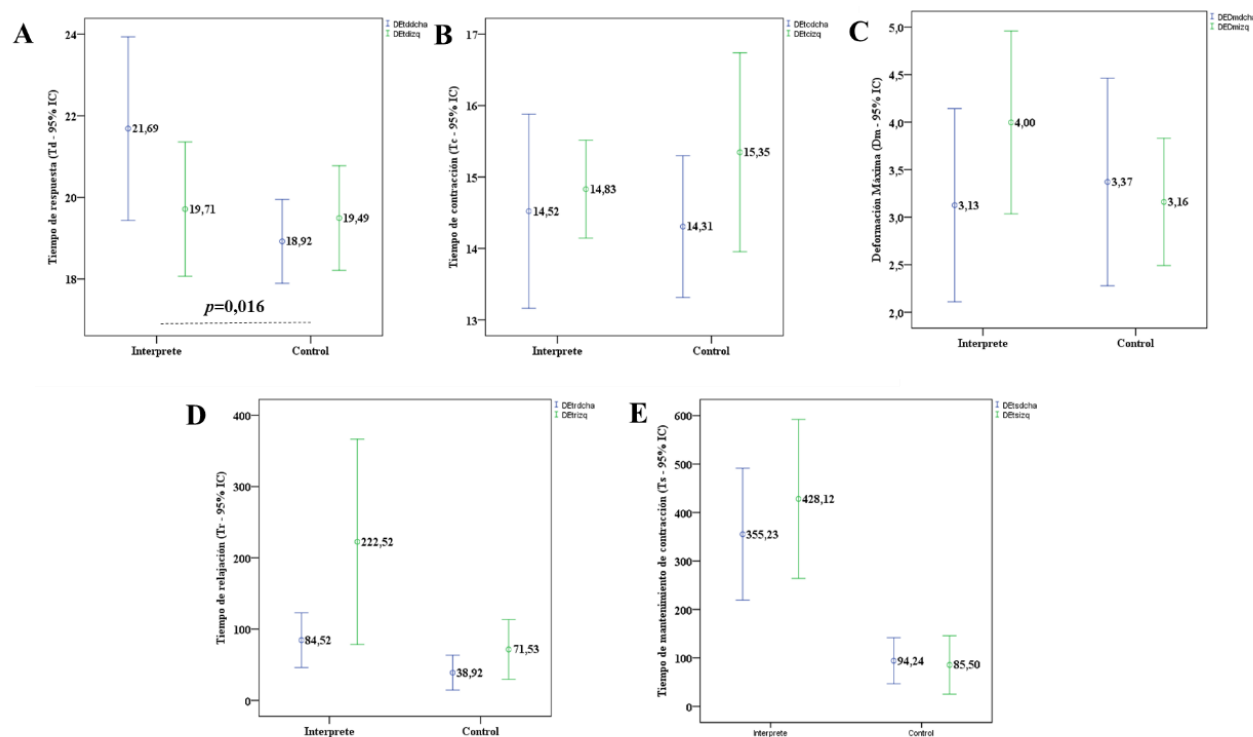 A
DEtddcha
DEtdizq
Tiempo de respuesta (Td - 95% IC)
24
22
20
18
21,69
19,71
18,92
19,49
p=0,016
Interprete
Control
B
DEtcdcha
DEtcizq
Tiempo de contracción (Tc - 95% IC)
17
16
15
14
13
14,52
14,83
14,31
15,35
Interprete
Control
C
DEDmdcha
DEDmizq
Deformación Máxima (Dm - 95% IC)
5,0
4,5
4,0
3,5
3,0
2,5
2,0
3,13
4,00
3,37
3,16
Interprete
Control
D
DEtrdcha
DEtrizq
Tiempo de relajación (Tr - 95% IC)
400
300
200
100
0
84,52
222,52
38,92
71,53
Interprete
Control
E
DEtsdcha
DEtsizq
Tiempo de mantenimiento de contracción (Ts - 95% IC)
600
500
400
300
200
100
0
355,23
428,12
94,24
85,50
Interprete
Control